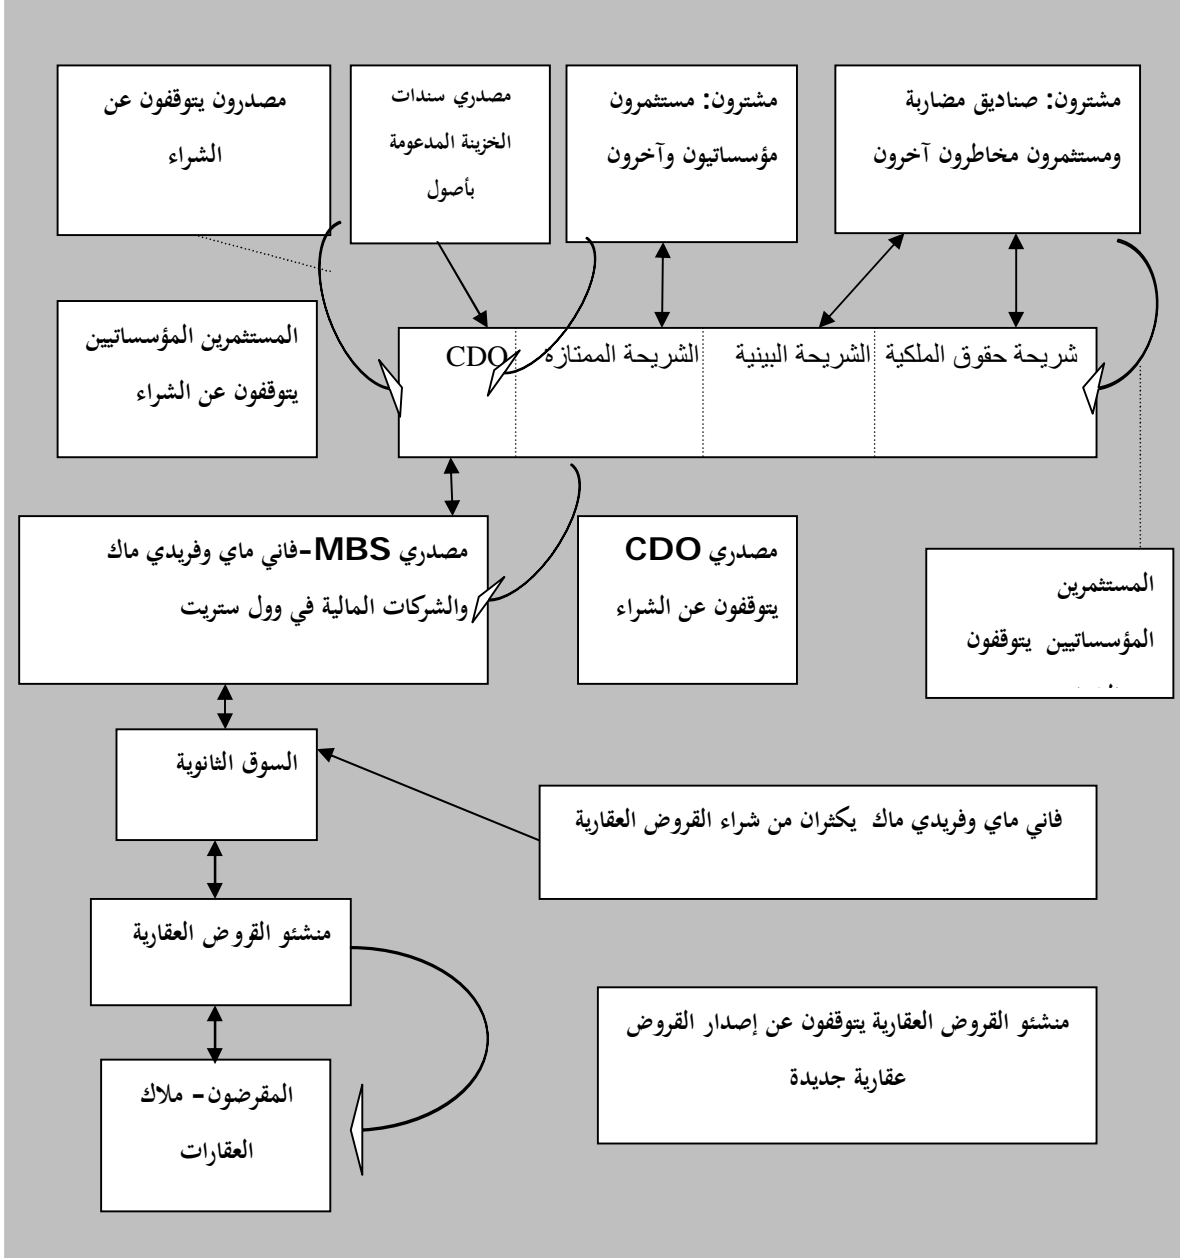 مشترون: صناديق مضاربة
ومستثمرون مخاطرون آخرون
مشترون: مستثمرون
مؤسساتيون وآخرون
مصدري سندات
الخزينة المدعومة
بأصول
مصدرون يتوقفون عن
الشراء
المستثمرين المؤسساتيين
يتوقفون عن الشراء
شريحة حقوق الملكية
الشريحة البينية
الشريحة الممتازة
CDO
مصدري MBS-فاني ماي وفريدي ماك
والشركات المالية في وول ستريت
مصدري CDO
يتوقفون عن الشراء
المستثمرين
المؤسساتيين يتوقفون
السوق الثانوية
فاني ماي وفريدي ماك يكثران من شراء القروض العقارية
منشئو القروض العقارية
منشئو القروض العقارية يتوقفون عن إصدار القروض
عقارية جديدة
المقرضون- ملاك
العقارات